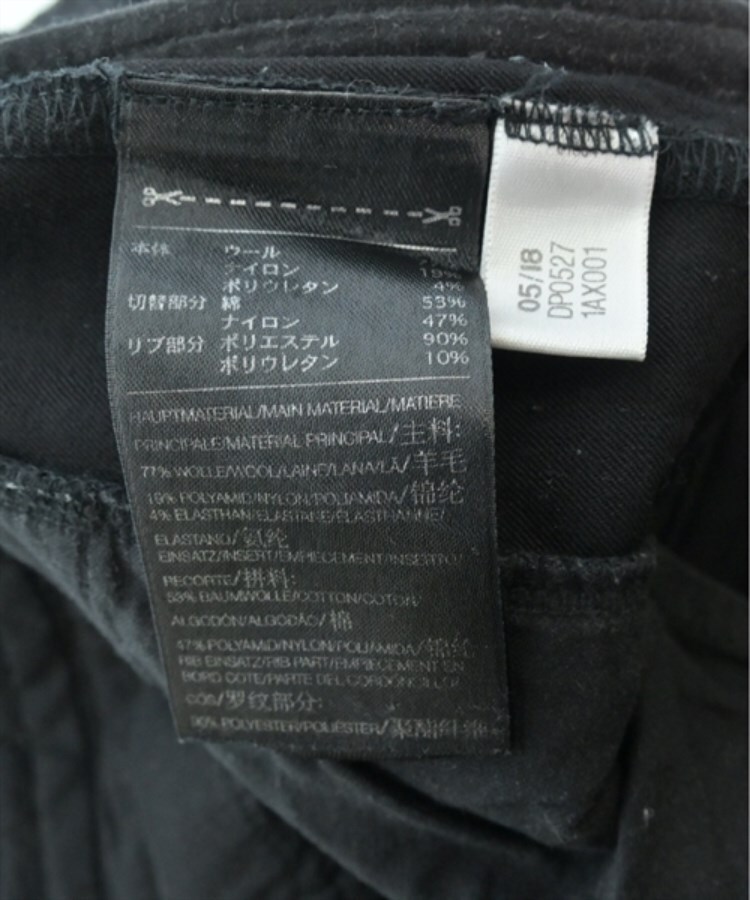 本体 ウール
ナイロン 19%
ポリウレタン 4%
切替部分 綿 53%
ナイロン 47%
リブ部分 ポリエステル 90%
ポリウレタン 10%
HAUPTMATERIAL/MAIN MATERIAL/MATIERE
PRINCIPALE/MATERIAL PRINCIPAL/主料:
77% WOLLE/WOOL/LAINE/LANA/LÃ/羊毛
19% POLYAMID/NYLON/POLIAMIDA/锦纶
4% ELASTHAN/ELASTANE/ÉLASTHANNE/
ELASTANO/氨纶
EINSATZ/INSERT/EMPIECEMENT/INSERTO/
RECORTE/拼料:
53% BAUMWOLLE/COTTON/COTON/
ALGODÓN/ALGODÃO/棉
47% POLYAMID/NYLON/POLIAMIDA/锦纶
RIB EINSATZ/RIB PART/EMPIECEMENT EN
BORD COTE/PARTE DEL
CÓS/罗纹部分:
90% POLYESTER/POLIÉSTER/聚酯纤维
05/18
DP0527
1AX001